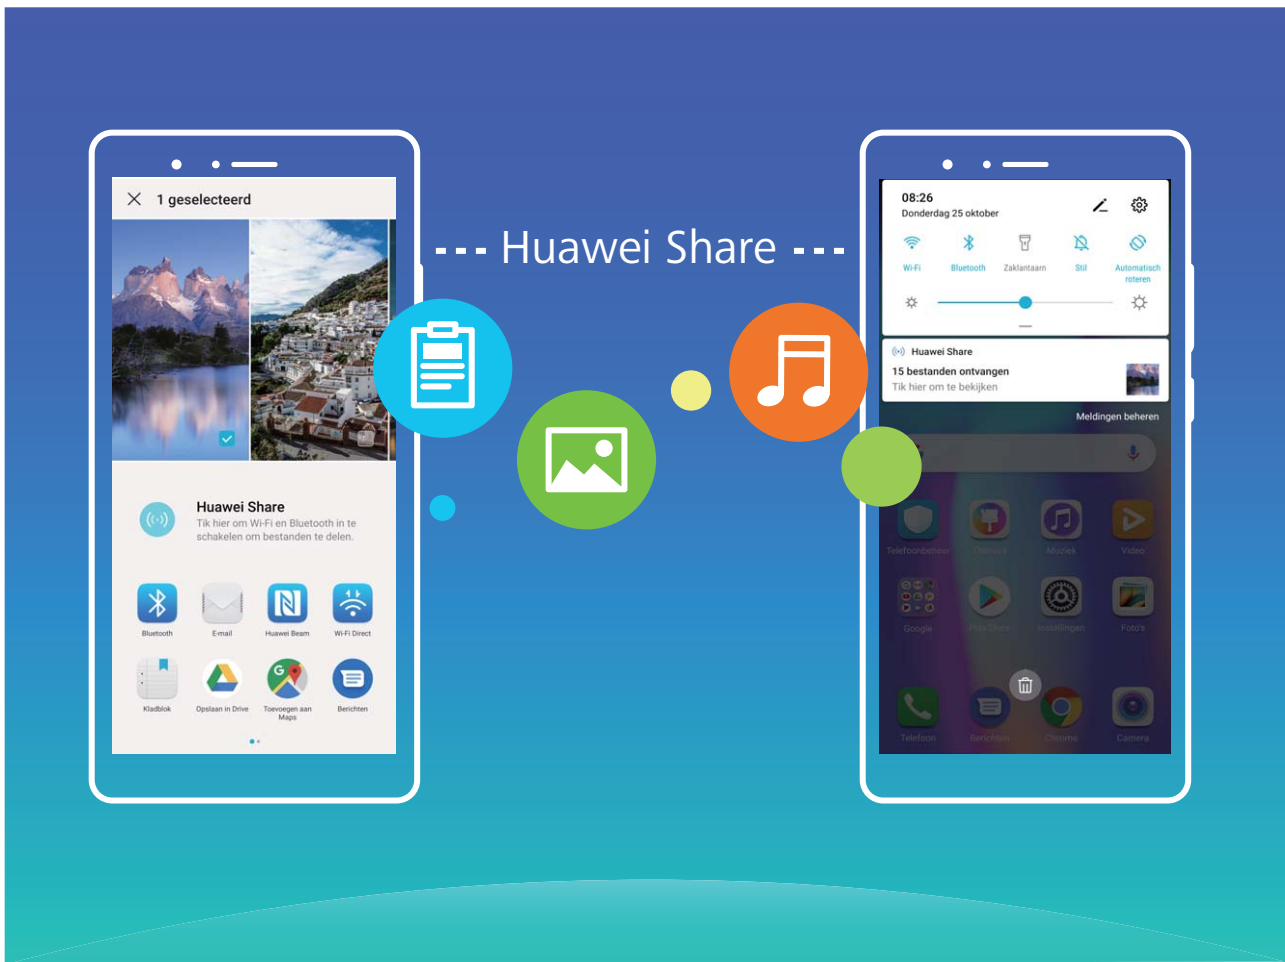 1 geselecteerd
Huawei Share
Tik hier om Wi-Fi en Bluetooth in te
schakelen om bestanden te delen.
Bluetooth
E-mail
Huawei Beam
Wi-Fi Direct
Kladblok
Opslaan in Drive
Toevoegen aan
Maps
Berichten
--- Huawei Share ---
08:26
Donderdag 25 oktober
Wi-Fi
Bluetooth
Zaklantaarn
Stil
Automatisch
roteren
Huawei Share
15 bestanden ontvangen
Tik hier om te bekijken
Meldingen beheren
Telefoonbeheer
Muziek
Video
Google
Play Store
Instellingen
Foto's
Telefoon
Berichten
Chrome
Camera